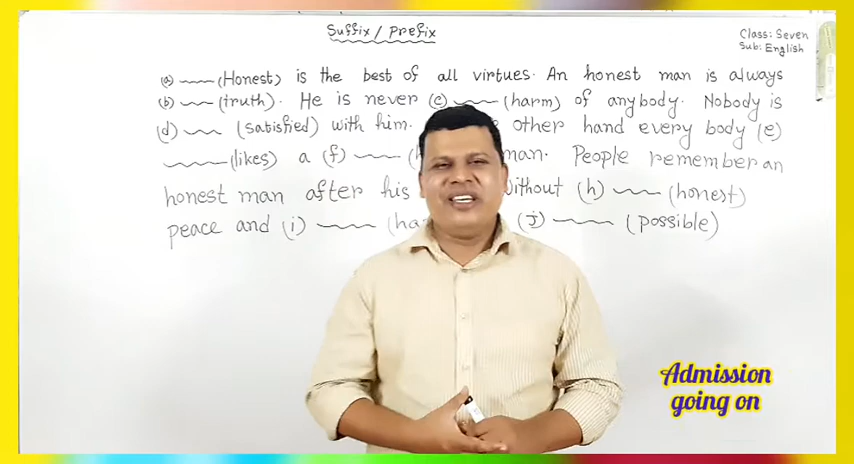 Suffix / Prefix
Class: Seven
Sub: English
(a) (Honest) is the best of all virtues. An honest man is always
(b) (truth). He is never (c) (harm) of anybody. Nobody is
(d) (satisfied) with him. other hand every body (e)
(likes) a (f) man. People remember an
honest man after his without (h) (honest)
peace and (i) (j) (possible)
Admission
going on